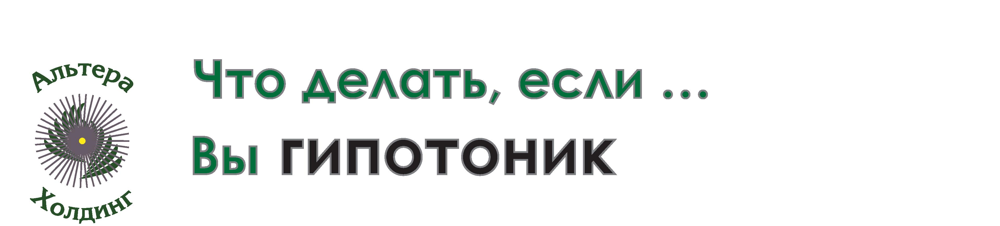 Альтера
Холдинг
Что делать, если ...
Вы ГИПОТОНИК